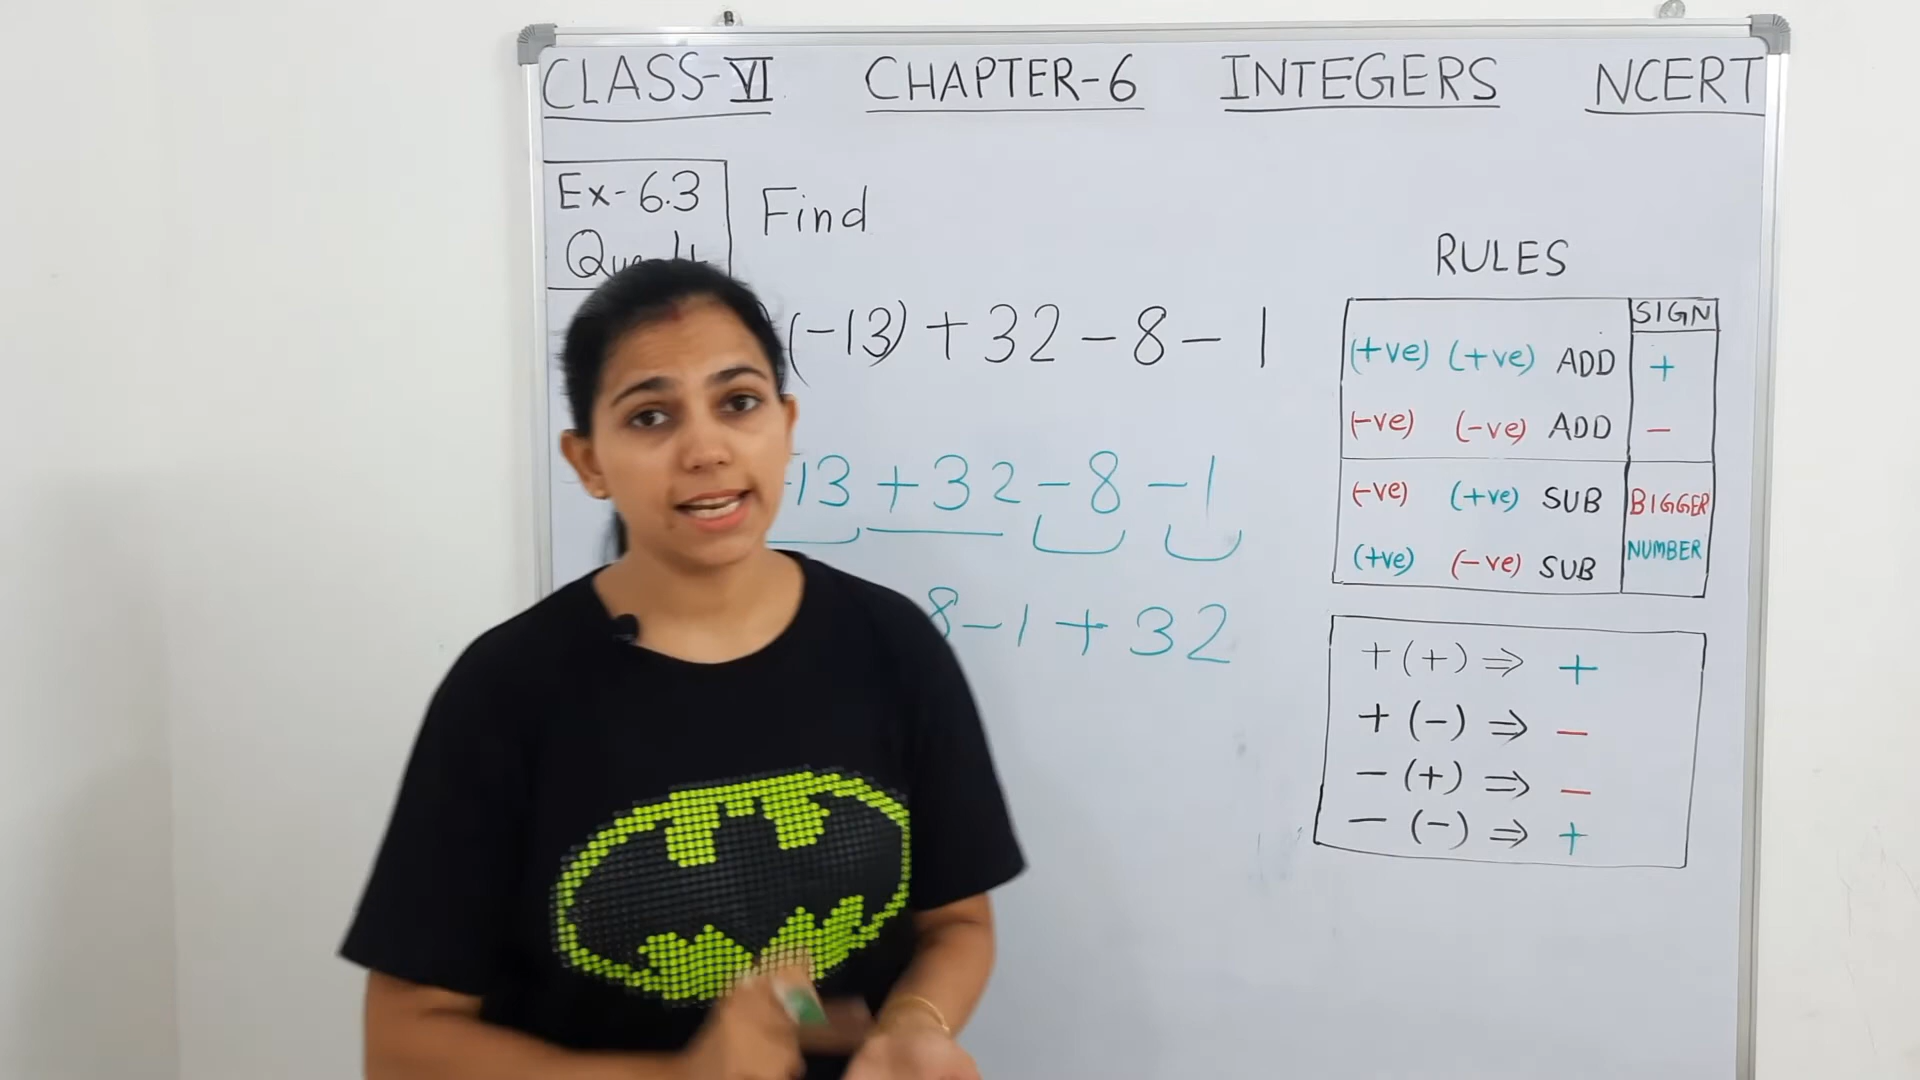 CLASS-VI CHAPTER-6 INTEGERS NCERT
Ex-6.3
Find
(-13) + 32 - 8 - 1
13 + 32 - 8 - 1
8 - 1 + 32
RULES
SIGN
(+ve) (+ve) ADD +
(-ve) (-ve) ADD -
(-ve) (+ve) SUB BIGGER
(+ve) (-ve) SUB NUMBER
+ (+) ⇒ +
+ (-) ⇒ -
- (+) ⇒ -
- (-) ⇒ +